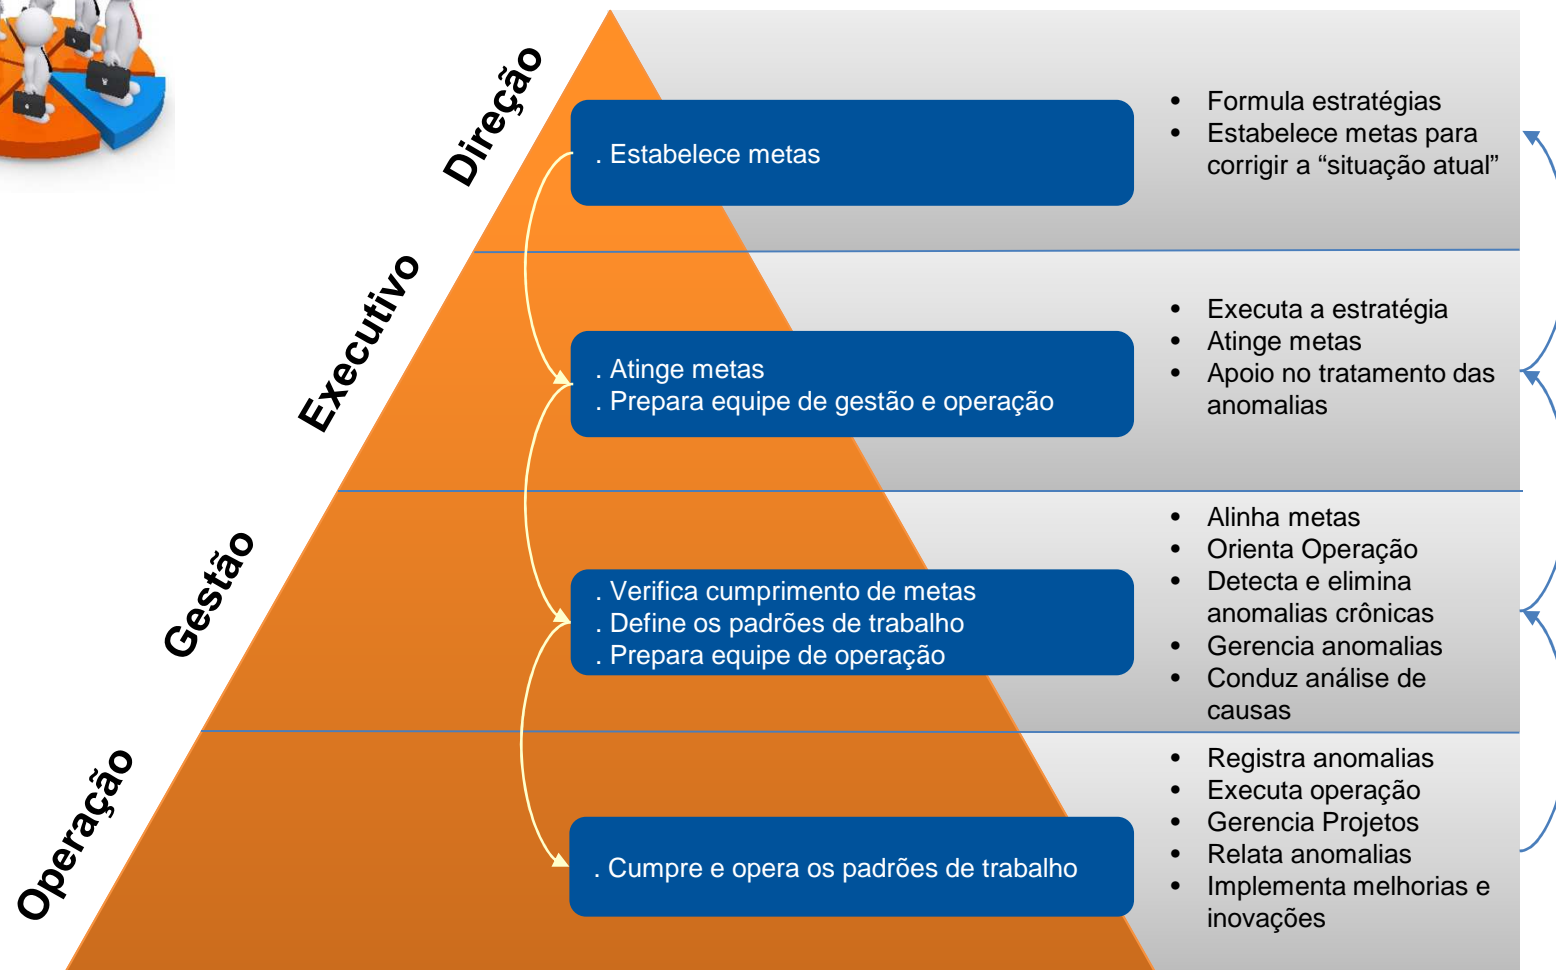 Direção
. Estabelece metas
• Formula estratégias
• Estabelece metas para
corrigir a “situação atual”
Executivo
. Atinge metas
. Prepara equipe de gestão e operação
• Executa a estratégia
• Atinge metas
• Apoio no tratamento das
anomalias
Gestão
. Verifica cumprimento de metas
. Define os padrões de trabalho
. Prepara equipe de operação
• Alinha metas
• Orienta Operação
• Detecta e elimina
anomalias crônicas
• Gerencia anomalias
• Conduz análise de
causas
Operação
. Cumpre e opera os padrões de trabalho
• Registra anomalias
• Executa operação
• Gerencia Projetos
• Relata anomalias
• Implementa melhorias e
inovações